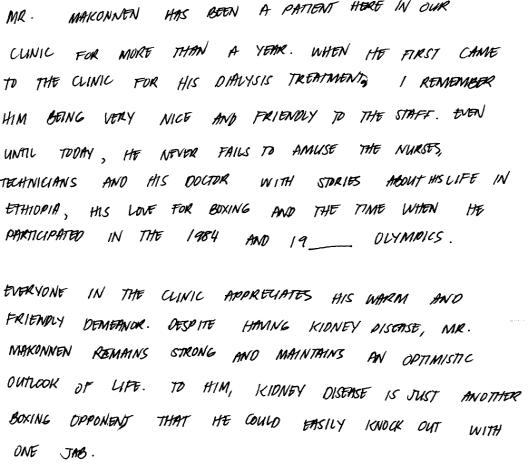 MR. MAKONNEN HAS BEEN A PATIENT HERE IN OUR
CLINIC FOR MORE THAN A YEAR. WHEN HE FIRST CAME
TO THE CLINIC FOR HIS DIALYSIS TREATMENT, I REMEMBER
HIM BEING VERY NICE AND FRIENDLY TO THE STAFF. EVEN
UNTIL TODAY, HE NEVER FAILS TO AMUSE THE NURSES,
TECHNICIANS AND HIS DOCTOR WITH STORIES ABOUT HIS LIFE IN
ETHIOPIA, HIS LOVE FOR BOXING AND THE TIME WHEN HE
PARTICIPATED IN THE 1984 AND 19____ OLYMPICS.
EVERYONE IN THE CLINIC APPRECIATES HIS WARM AND
FRIENDLY DEMEANOR. DESPITE HAVING KIDNEY DISEASE, MR.
MAKONNEN REMAINS STRONG AND MAINTAINS AN OPTIMISTIC
OUTLOOK OF LIFE. TO HIM, KIDNEY DISEASE IS JUST ANOTHER
BOXING OPPONENT THAT HE COULD EASILY KNOCK OUT WITH
ONE JAB.